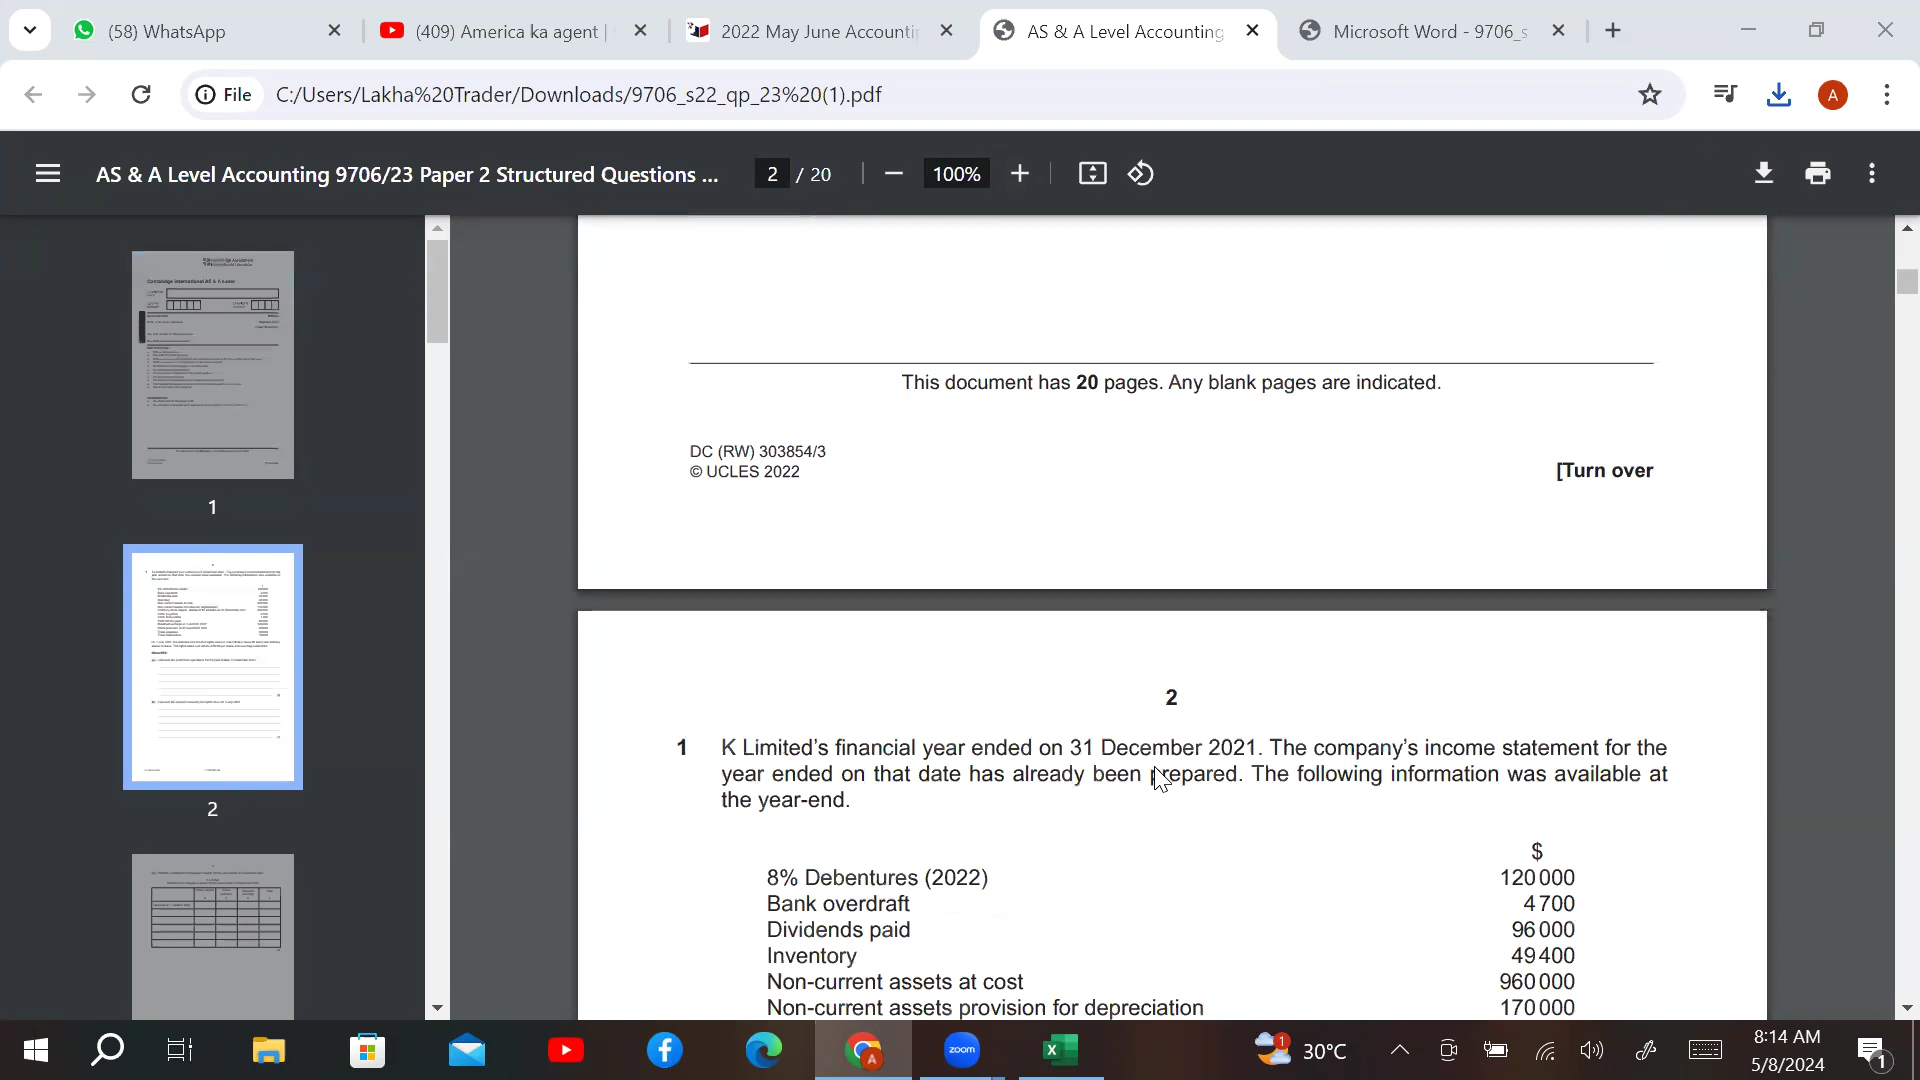 (58) WhatsApp
(409) America ka agent |
2022 May June Accounti
AS & A Level Accounting
Microsoft Word - 9706_s
File
C:/Users/Lakha%20Trader/Downloads/9706_s22_qp_23%20(1).pdf
A
AS & A Level Accounting 9706/23 Paper 2 Structured Questions ...
2 / 20
100%
1
2
This document has 20 pages. Any blank pages are indicated.
DC (RW) 303854/3
© UCLES 2022
[Turn over
2
1 K Limited's financial year ended on 31 December 2021. The company's income statement for the
year ended on that date has already been prepared. The following information was available at
the year-end.
$
8% Debentures (2022) 120 000
Bank overdraft 4 700
Dividends paid 96 000
Inventory 49 400
Non-current assets at cost 960 000
Non-current assets provision for depreciation 170 000
zoom
A
1
30°C
8:14 AM
5/8/2024
1